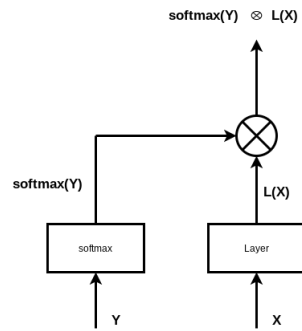 softmax(Y) ⊗ L(X)
softmax(Y)
L(X)
softmax
Layer
Y
X